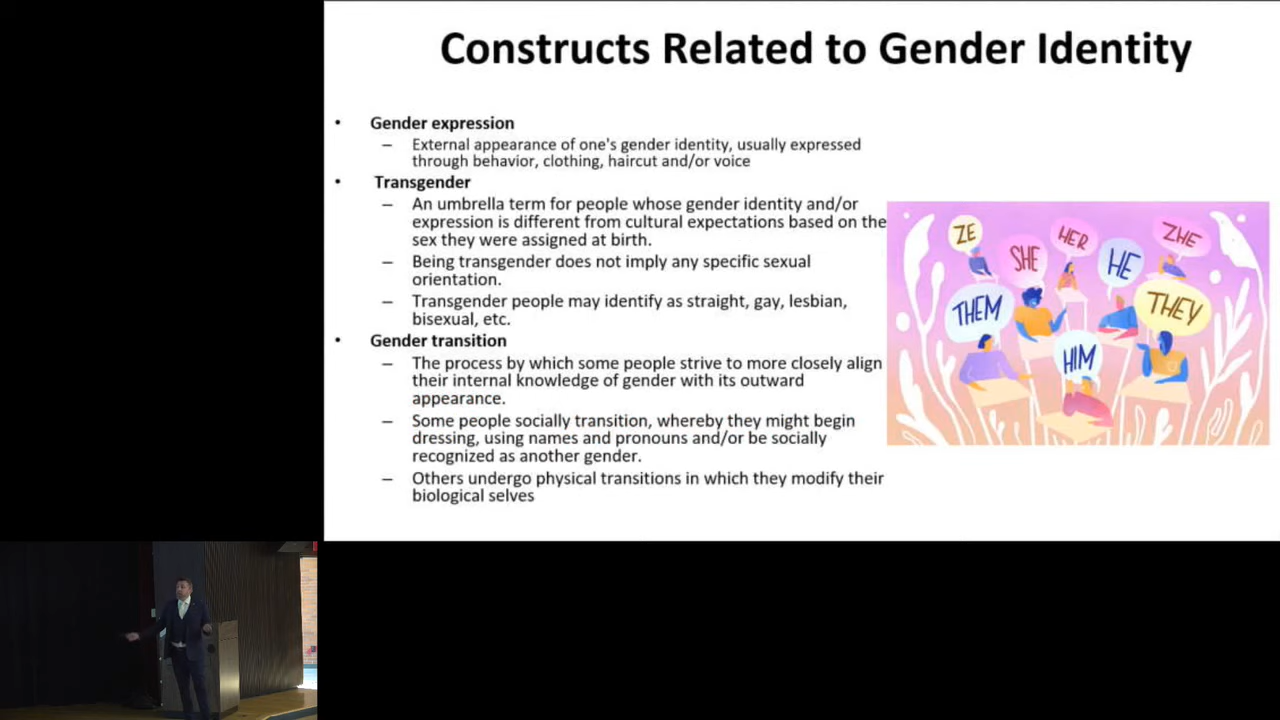 Constructs Related to Gender Identity
• Gender expression
– External appearance of one's gender identity, usually expressed
through behavior, clothing, haircut and/or voice
• Transgender
– An umbrella term for people whose gender identity and/or
expression is different from cultural expectations based on the
sex they were assigned at birth.
– Being transgender does not imply any specific sexual
orientation.
– Transgender people may identify as straight, gay, lesbian,
bisexual, etc.
• Gender transition
– The process by which some people strive to more closely align
their internal knowledge of gender with its outward
appearance.
– Some people socially transition, whereby they might begin
dressing, using names and pronouns and/or be socially
recognized as another gender.
– Others undergo physical transitions in which they modify their
biological selves
ZE
SHE
HER
HE
ZHE
THEM
THEY
HIM